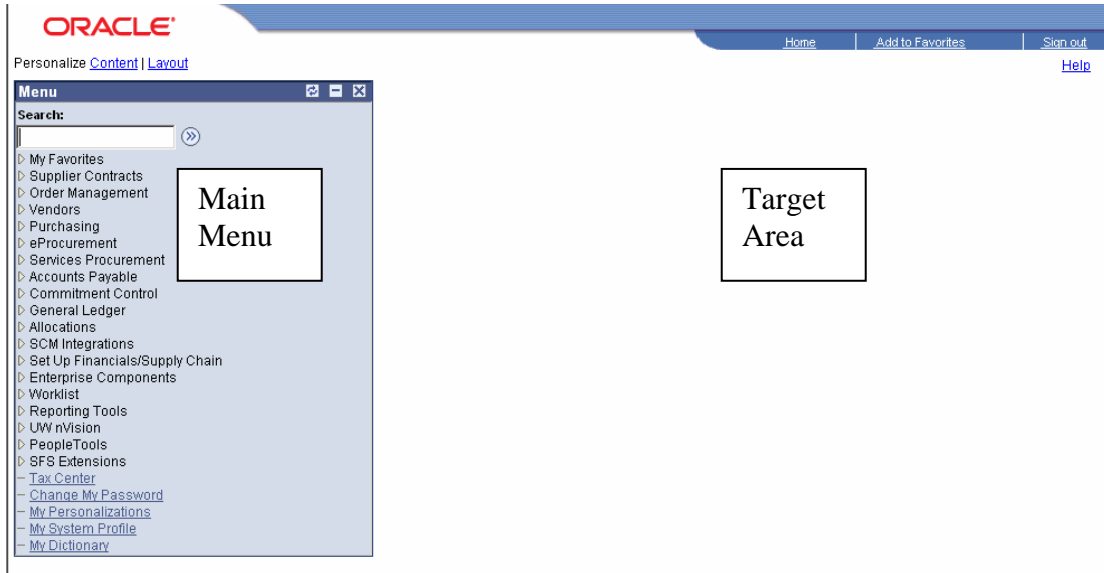 ORACLE
Home Add to Favorites Sign out
Personalize Content | Layout
Help
Menu
Search:
My Favorites
Supplier Contracts
Order Management
Vendors
Purchasing
eProcurement
Services Procurement
Accounts Payable
Commitment Control
General Ledger
Allocations
SCM Integrations
Set Up Financials/Supply Chain
Enterprise Components
Worklist
Reporting Tools
UW nVision
PeopleTools
SFS Extensions
Tax Center
Change My Password
My Personalizations
My System Profile
My Dictionary
Main
Menu
Target
Area